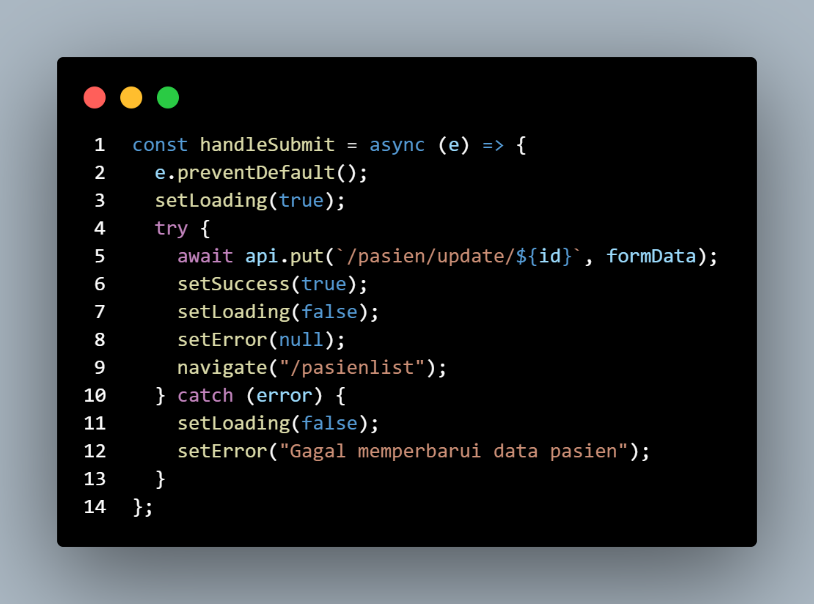 1 const handleSubmit = async (e) => {
2   e.preventDefault();
3   setLoading(true);
4   try {
5     await api.put(`/pasien/update/${id}`, formData);
6     setSuccess(true);
7     setLoading(false);
8     setError(null);
9     navigate("/pasienlist");
10   } catch (error) {
11     setLoading(false);
12     setError("Gagal memperbarui data pasien");
13   }
14 };